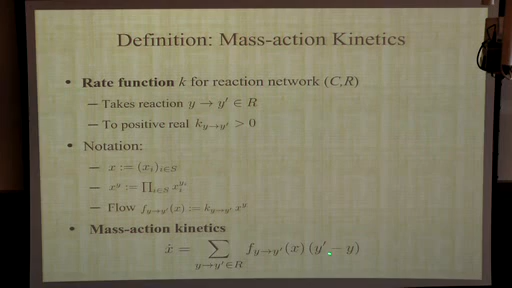 Definition: Mass-action Kinetics
• Rate function k for reaction network (C,R)
– Takes reaction y → y′ ∈ R
– To positive real k_{y→y′} > 0
• Notation:
– x := (x_i)_{i∈S}
– x^y := ∏_{i∈S} x_i^{y_i}
– Flow f_{y→y′}(x) := k_{y→y′} x^y
• Mass-action kinetics
ẋ = ∑_{y→y′∈R} f_{y→y′}(x) (y′ − y)